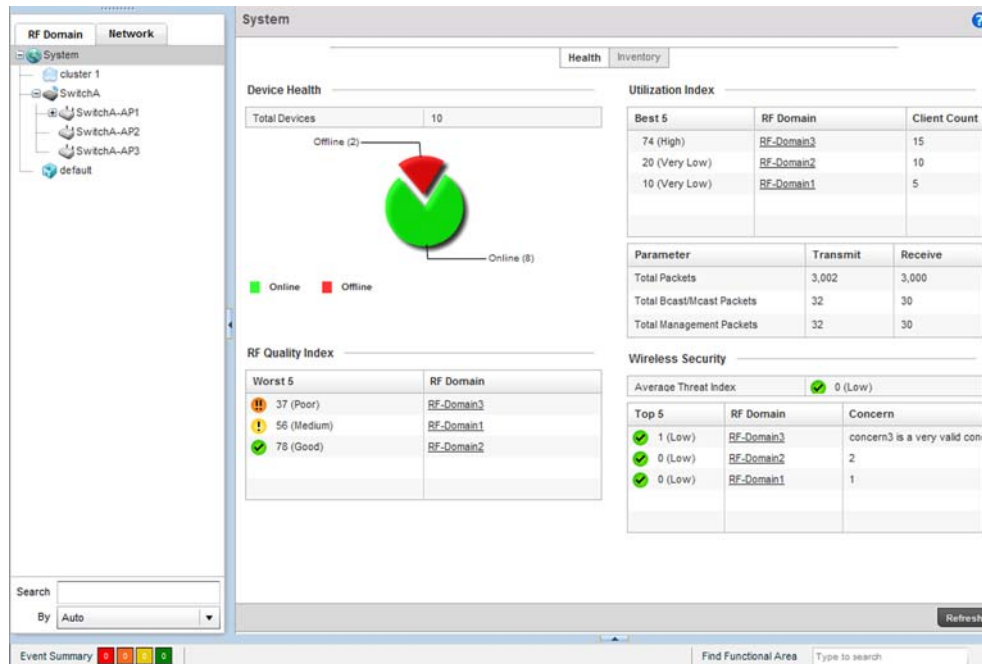 RF Domain Network
System
cluster 1
SwitchA
SwitchA-AP1
SwitchA-AP2
SwitchA-AP3
default
Search
By Auto
System
Health Inventory
Device Health
Total Devices 10
Offline (2)
Online (8)
Online Offline
RF Quality Index
Worst 5 RF Domain
37 (Poor) RF-Domain3
56 (Medium) RF-Domain1
78 (Good) RF-Domain2
Utilization Index
Best 5 RF Domain Client Count
74 (High) RF-Domain3 15
20 (Very Low) RF-Domain2 10
10 (Very Low) RF-Domain1 5
Parameter Transmit Receive
Total Packets 3,002 3,000
Total Bcast/Mcast Packets 32 30
Total Management Packets 32 30
Wireless Security
Average Threat Index 0 (Low)
Top 5 RF Domain Concern
1 (Low) RF-Domain3 concern3 is a very valid con
0 (Low) RF-Domain2 2
0 (Low) RF-Domain1 1
Refresh
Event Summary 0 0 0 0
Find Functional Area Type to search